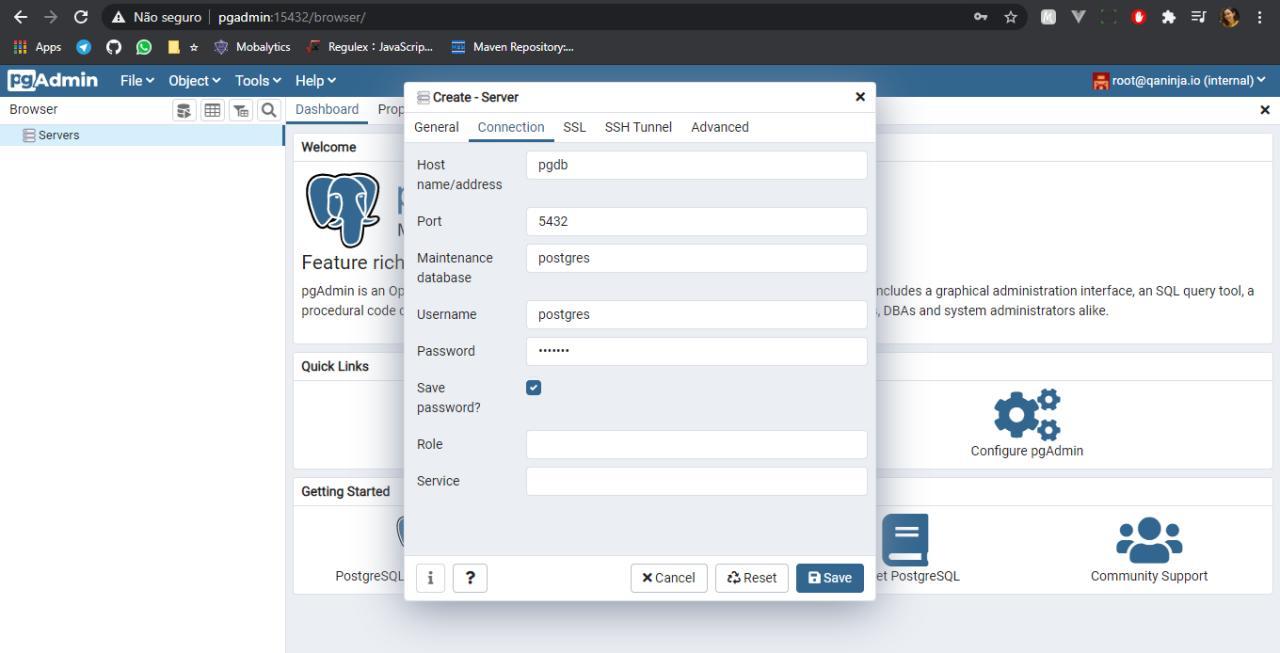 Não seguro | pgadmin:15432/browser/
Apps Mobalytics Regulex：JavaScrip... Maven Repository:...
pgAdmin File Object Tools Help root@qaninja.io (internal)
Browser Dashboard
Servers
Welcome
Feature rich
pgAdmin is an
includes a graphical administration interface, an SQL query tool, a
procedural code
DBAs and system administrators alike.
Quick Links
Configure pgAdmin
Getting Started
PostgreSQL
PostgreSQL
Community Support
Create - Server
General Connection SSL SSH Tunnel Advanced
Host
name/address
pgdb
Port 5432
Maintenance
database
postgres
Username postgres
Password •••••••
Save
password?
Role
Service
i ? Cancel Reset Save